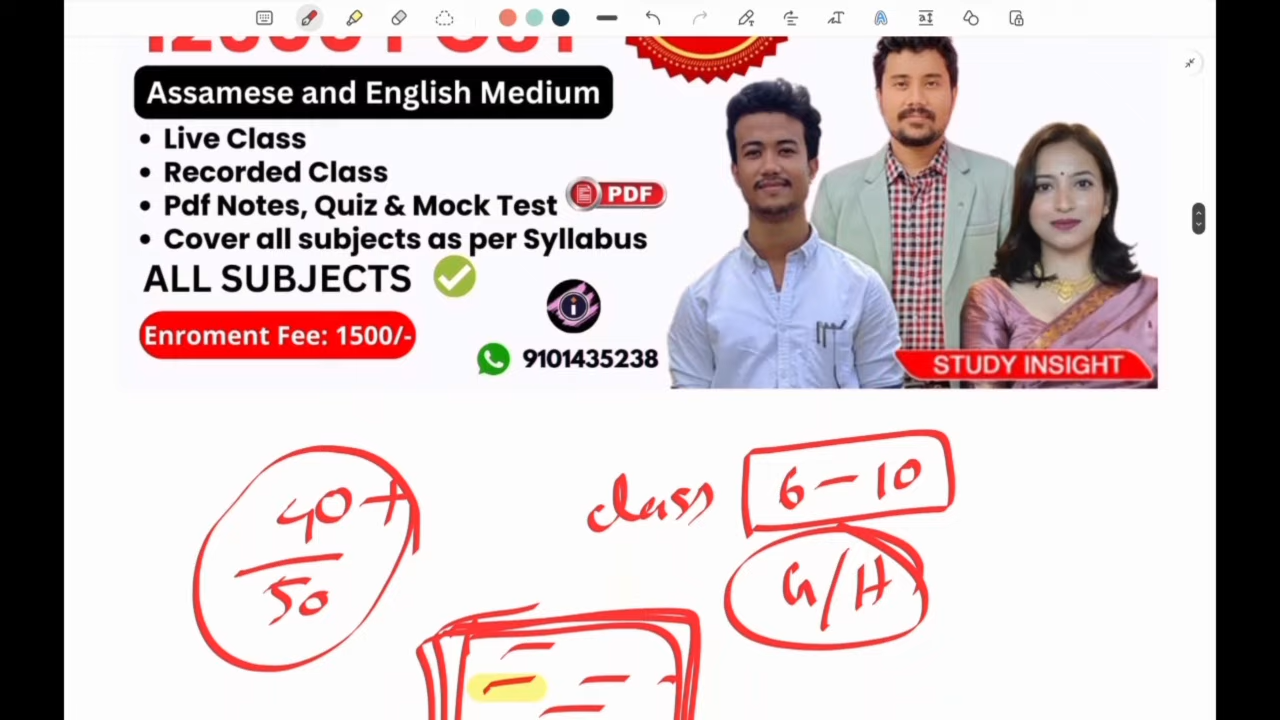 Assamese and English Medium
• Live Class
• Recorded Class
• Pdf Notes, Quiz & Mock Test
PDF
• Cover all subjects as per Syllabus
ALL SUBJECTS
Enroment Fee: 1500/-
9101435238
STUDY INSIGHT
40+
50
class 6-10
G/H